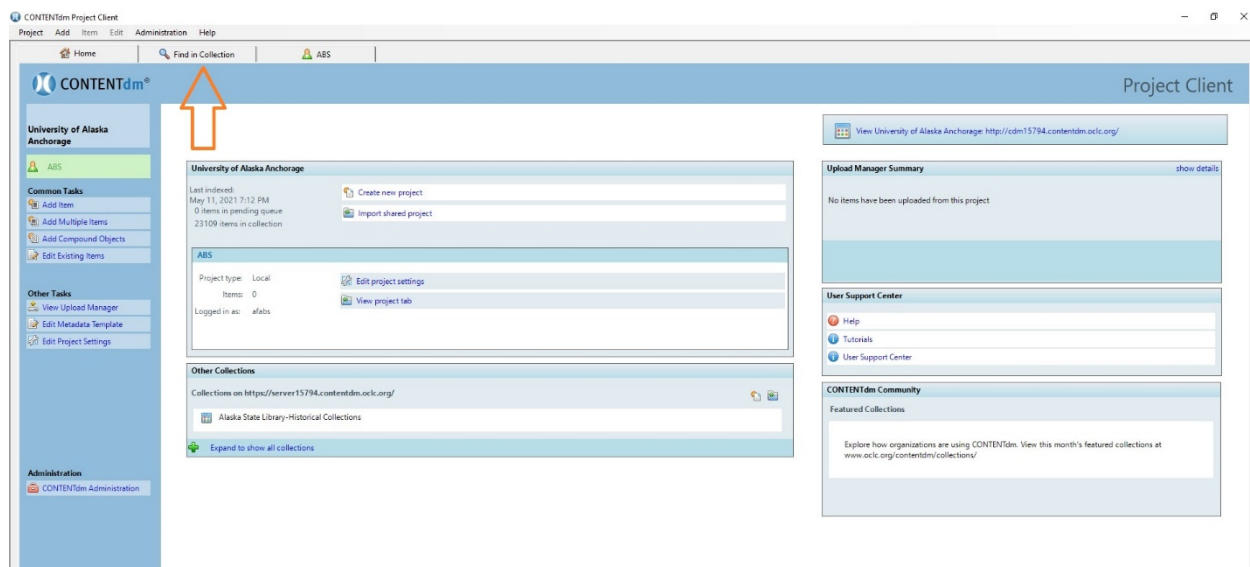 CONTENTdm Project Client
Project Add Item Edit Administration Help
Home Find in Collection ABS
CONTENTdm®
Project Client
University of Alaska
Anchorage
ABS
Common Tasks
Add Item
Add Multiple Items
Add Compound Objects
Edit Existing Items
Other Tasks
View Upload Manager
Edit Metadata Template
Edit Project Settings
Administration
CONTENTdm Administration
University of Alaska Anchorage
Last indexed:
May 11, 2021 7:12 PM
0 items in pending queue
23109 items in collection
Create new project
Import shared project
ABS
Project type: Local
Items: 0
Logged in as: afabs
Edit project settings
View project tab
Other Collections
Collections on https://server15794.contentdm.oclc.org/
Alaska State Library-Historical Collections
Expand to show all collections
View University of Alaska Anchorage: http://cdm15794.contentdm.oclc.org/
Upload Manager Summary show details
No items have been uploaded from this project
User Support Center
Help
Tutorials
User Support Center
CONTENTdm Community
Featured Collections
Explore how organizations are using CONTENTdm. View this month's featured collections at
www.oclc.org/contentdm/collections/